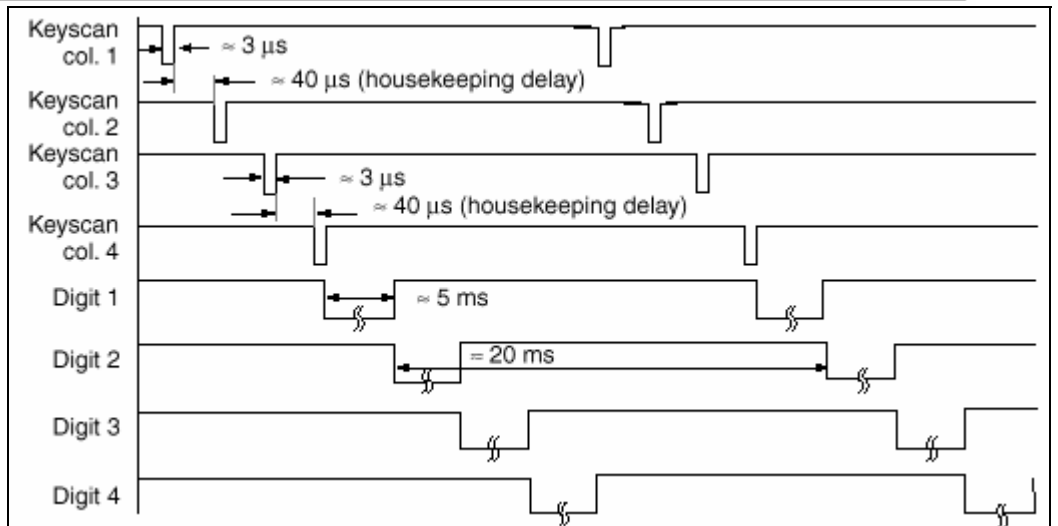 Keyscan
col. 1
≈ 3 μs
≈ 40 μs (housekeeping delay)
Keyscan
col. 2
Keyscan
col. 3
≈ 3 μs
≈ 40 μs (housekeeping delay)
Keyscan
col. 4
Digit 1
≈ 5 ms
Digit 2
= 20 ms
Digit 3
Digit 4